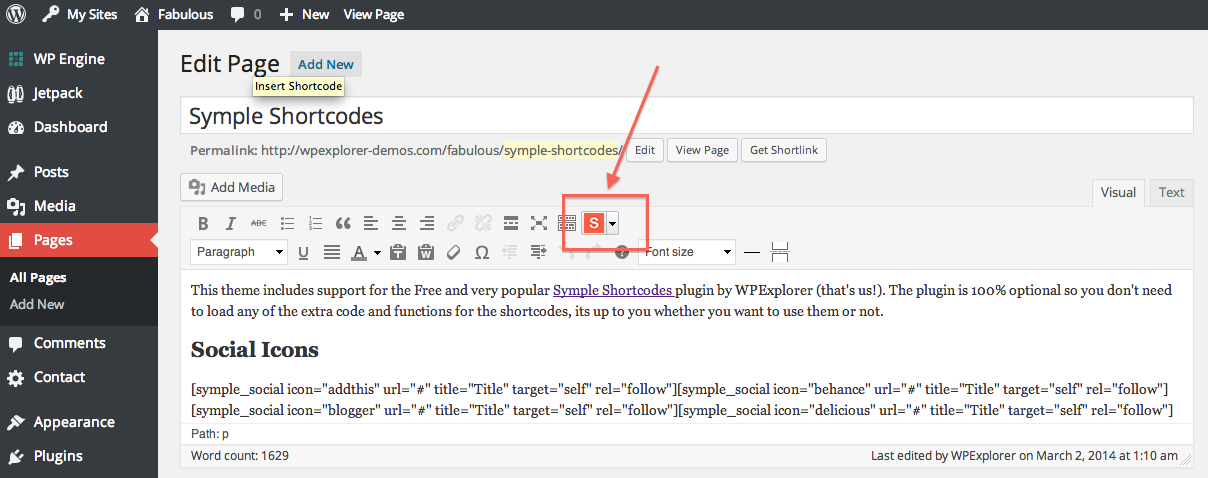 My Sites Fabulous 0 New View Page
WP Engine
Jetpack
Dashboard
Posts
Media
Pages
All Pages
Add New
Comments
Contact
Appearance
Plugins
Edit Page Add New
Insert Shortcode
Symple Shortcodes
Permalink: http://wpexplorer-demos.com/fabulous/symple-shortcodes/ Edit View Page Get Shortlink
Add Media
Visual Text
B I ABC S
Paragraph U A T W Ω ? Font size
This theme includes support for the Free and very popular Symple Shortcodes plugin by WPExplorer (that's us!). The plugin is 100% optional so you don't need
to load any of the extra code and functions for the shortcodes, its up to you whether you want to use them or not.
Social Icons
[symple_social icon="addthis" url="#" title="Title" target="self" rel="follow"][symple_social icon="behance" url="#" title="Title" target="self" rel="follow"]
[symple_social icon="blogger" url="#" title="Title" target="self" rel="follow"][symple_social icon="delicious" url="#" title="Title" target="self" rel="follow"]
Path: p
Word count: 1629
Last edited by WPExplorer on March 2, 2014 at 1:10 am